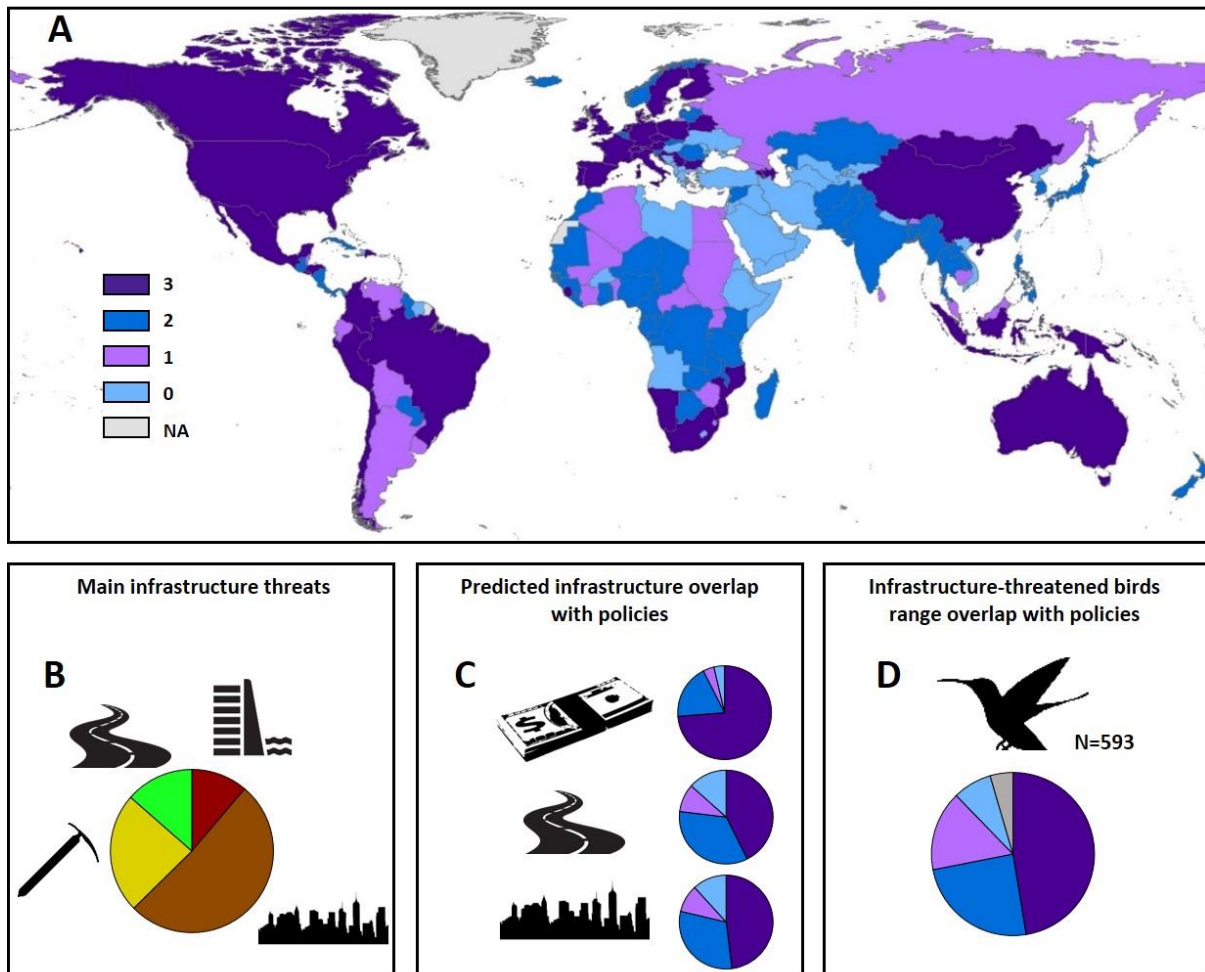 A
3
2
1
0
NA
Main infrastructure threats
B
Predicted infrastructure overlap
with policies
C
$
Infrastructure-threatened birds
range overlap with policies
D
N=593